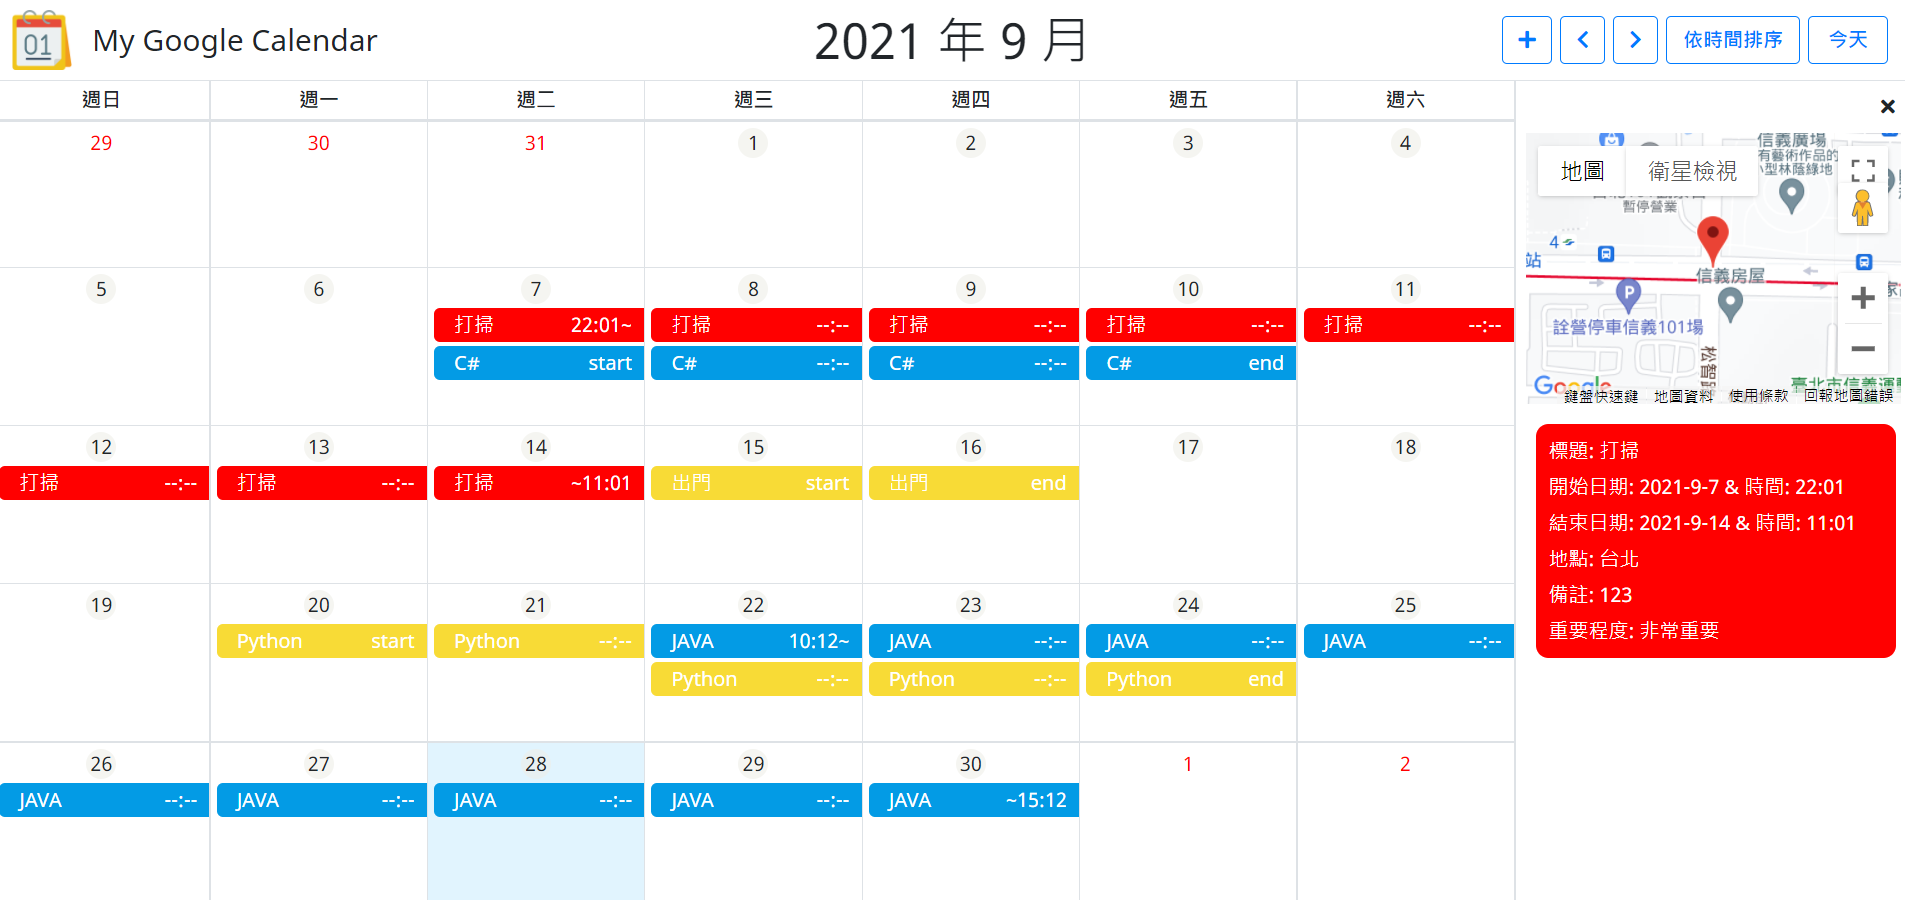 01
My Google Calendar
2021 年 9 月
依時間排序
今天
週日 週一 週二 週三 週四 週五 週六
29 30 31 1 2 3 4
5 6 7 8 9 10 11
打掃 22:01~ 打掃 --:-- 打掃 --:-- 打掃 --:-- 打掃 --:--
C# start C# --:-- C# --:-- C# end
12 13 14 15 16 17 18
打掃 --:-- 打掃 --:-- 打掃 ~11:01 出門 start 出門 end
19 20 21 22 23 24 25
Python start Python --:-- JAVA 10:12~ JAVA --:-- JAVA --:-- JAVA --:--
Python --:-- Python --:-- Python end
26 27 28 29 30 1 2
JAVA --:-- JAVA --:-- JAVA --:-- JAVA --:-- JAVA ~15:12
信義廣場
有藝術作品的
小型林蔭綠地
地圖 衛星檢視
暫停營業
4
站
信義房屋
P
詮營停車信義101場
松智路
Google
臺北市信義運
鍵盤快速鍵 地圖資料 使用條款 回報地圖錯誤
標題: 打掃
開始日期: 2021-9-7 & 時間: 22:01
結束日期: 2021-9-14 & 時間: 11:01
地點: 台北
備註: 123
重要程度: 非常重要